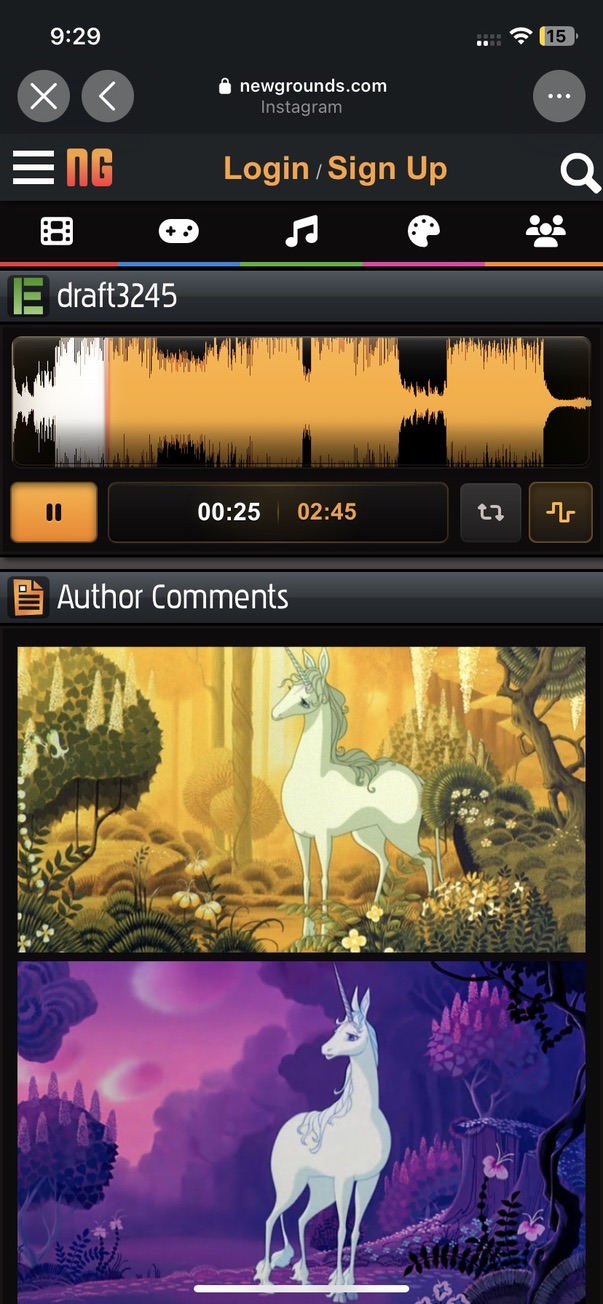 9:29
15
newgrounds.com
Instagram
NG
Login / Sign Up
draft3245
00:25 | 02:45
Author Comments